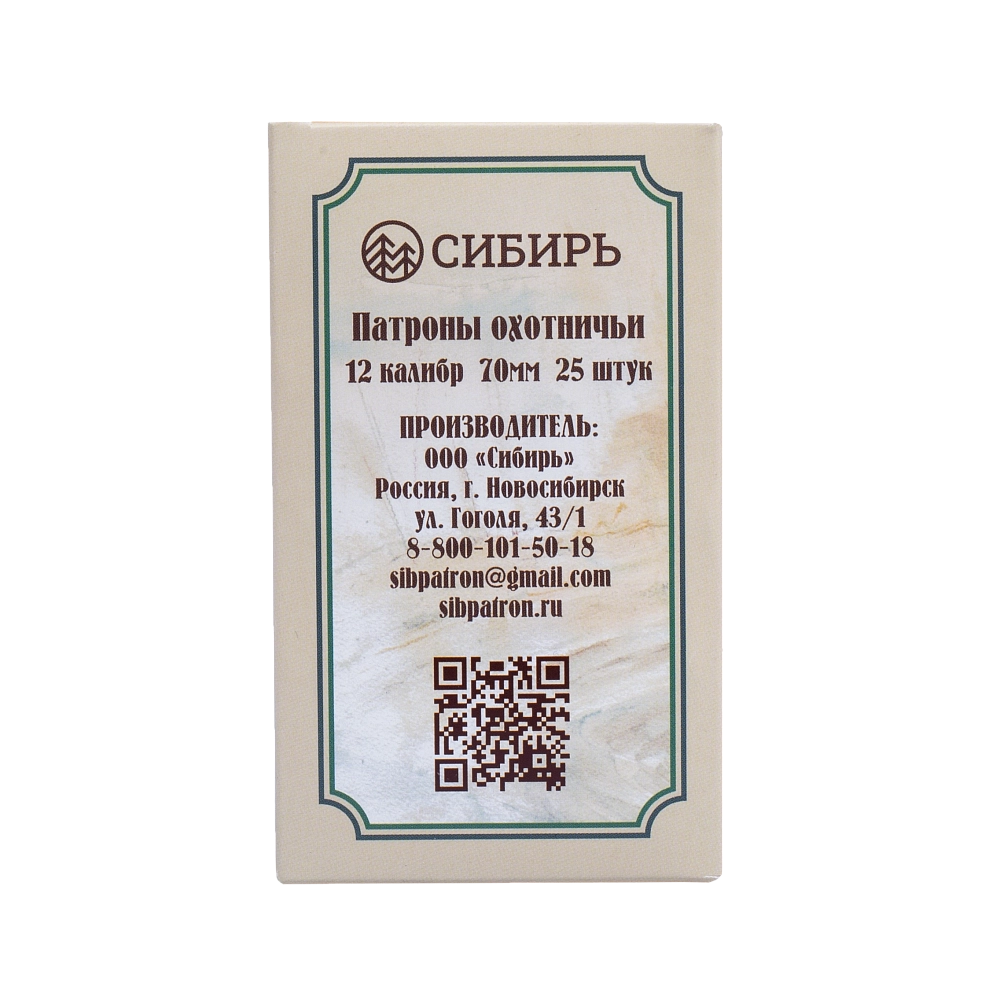 СИБИРЬ
Патроны охотничьи
12 калибр 70мм 25 штук
ПРОИЗВОДИТЕЛЬ:
ООО «Сибирь»
Россия, г. Новосибирск
ул. Гоголя, 43/1
8-800-101-50-18
sibpatron@gmail.com
sibpatron.ru